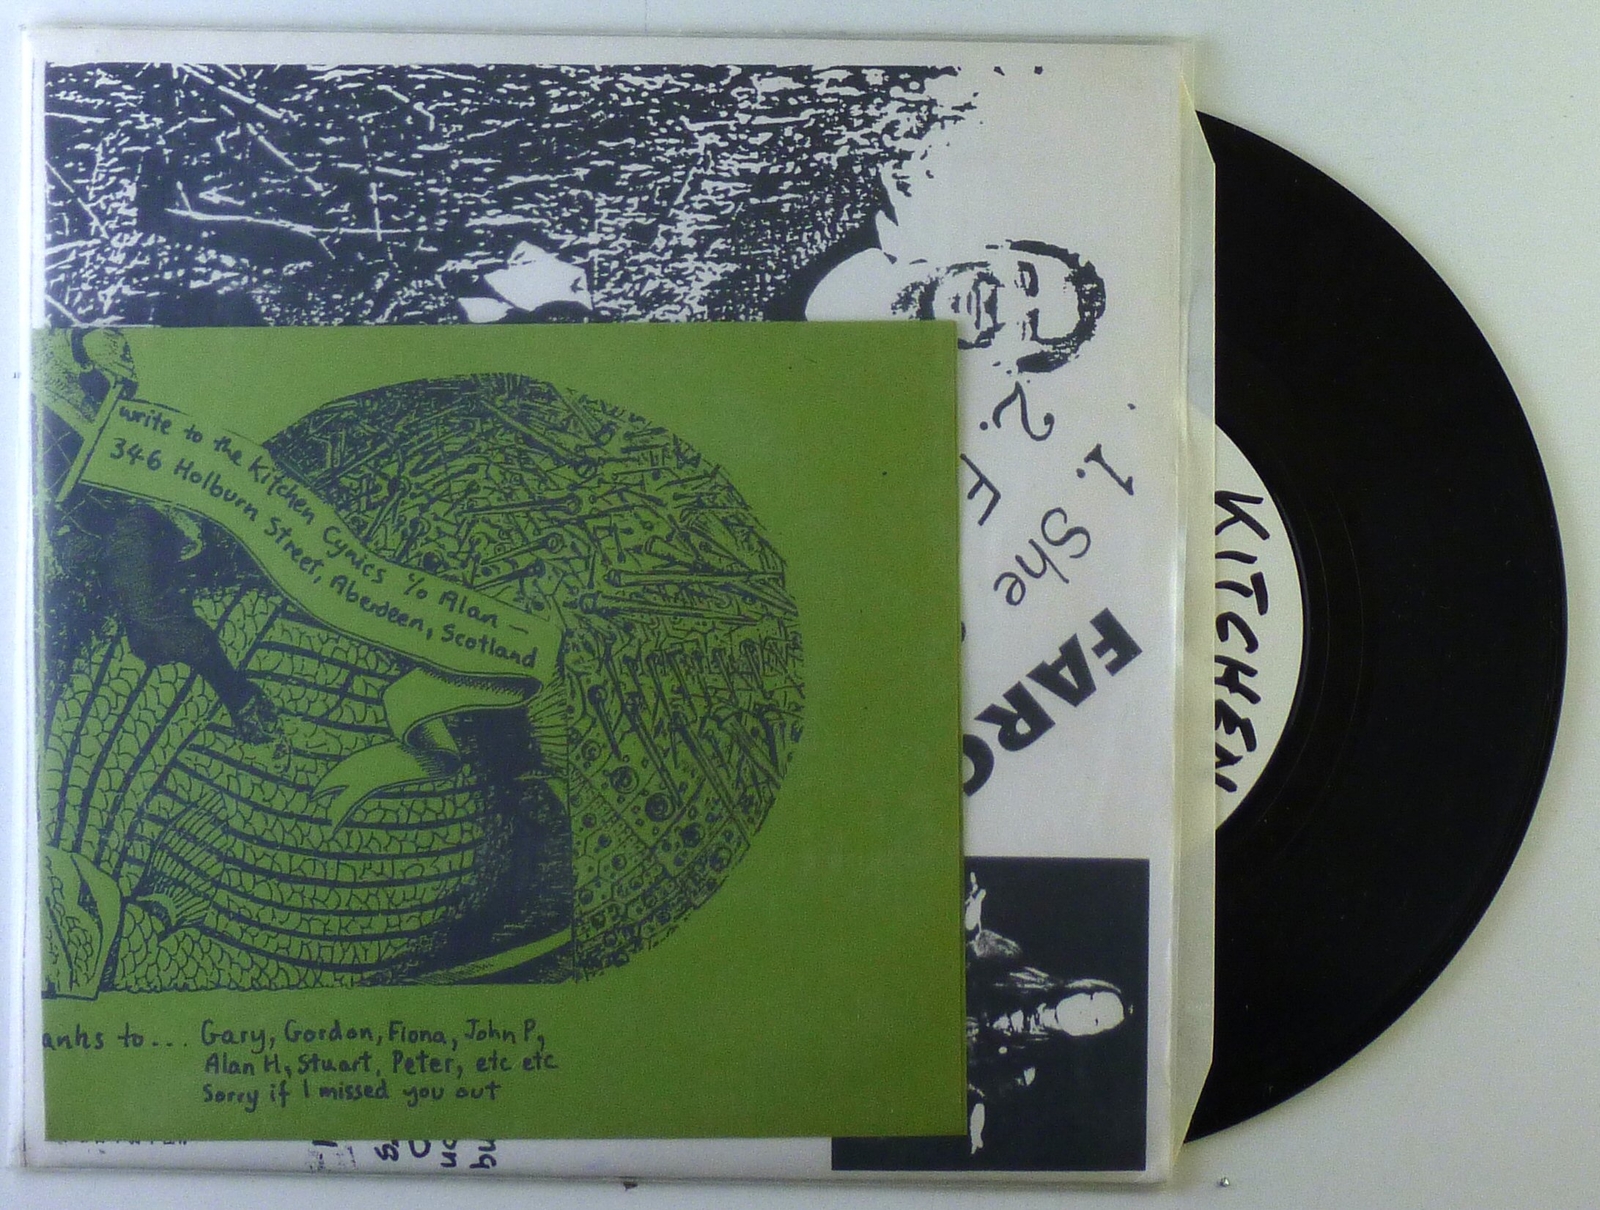 write to the Kitchen Cynics c/o Alan —
346 Holburn Street, Aberdeen, Scotland
anks to... Gary, Gordon, Fiona, John P,
Alan H, Stuart, Peter, etc etc
Sorry if I missed you out
1. She
2.
FARC
KITCHEN